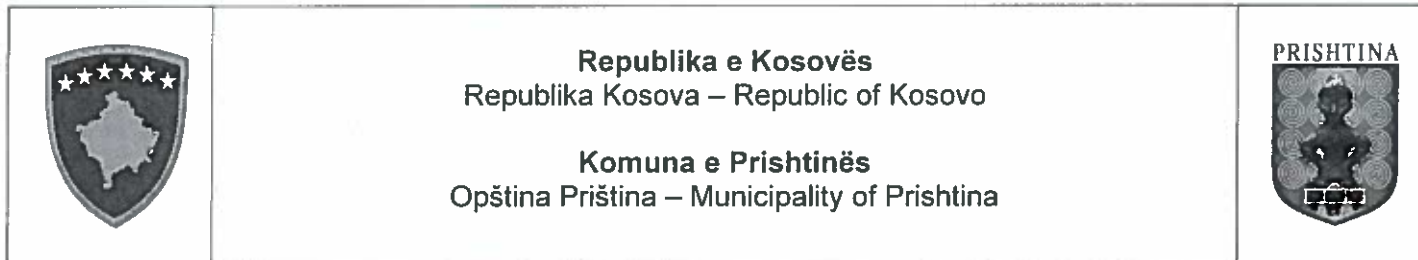 Republika e Kosovës
Republika Kosova – Republic of Kosovo
Komuna e Prishtinës
Opština Priština – Municipality of Prishtina
PRISHTINA